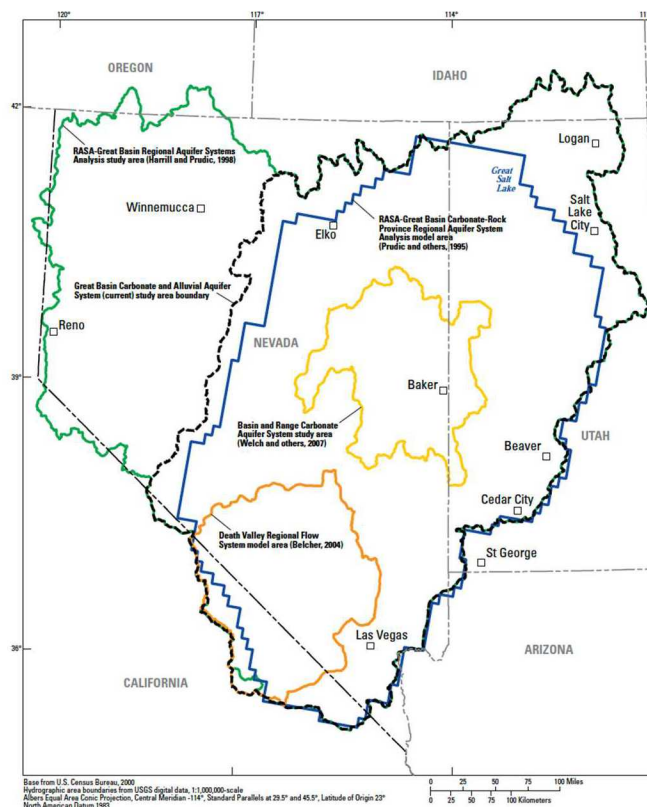 120°
117°
114°
OREGON
IDAHO
42°
RASA-Great Basin Regional Aquifer Systems
Analysis study area (Harrill and Prudic, 1998)
Logan
Great
Salt
Lake
Winnemucca
Salt
Lake
City
RASA-Great Basin Carbonate-Rock
Province Regional Aquifer System
Analysis model area
(Prudic and others, 1995)
Elko
Great Basin Carbonate and Alluvial Aquifer
System (current) study area boundary
Reno
NEVADA
39°
Baker
Basin and Range Carbonate
Aquifer System study area
(Welch and others, 2007)
UTAH
Beaver
Cedar City
Death Valley Regional Flow
System model area (Belcher, 2004)
St George
36°
Las Vegas
ARIZONA
CALIFORNIA
Base from U.S. Census Bureau, 2000
Hydrographic area boundaries from USGS digital data, 1:1,000,000-scale
Albers Equal Area Conic Projection, Central Meridian -114°, Standard Parallels at 29.5° and 45.5°, Latitude of Origin 23°
North American Datum 1983
0 25 50 75 100 Miles
0 25 50 75 100 Kilometers